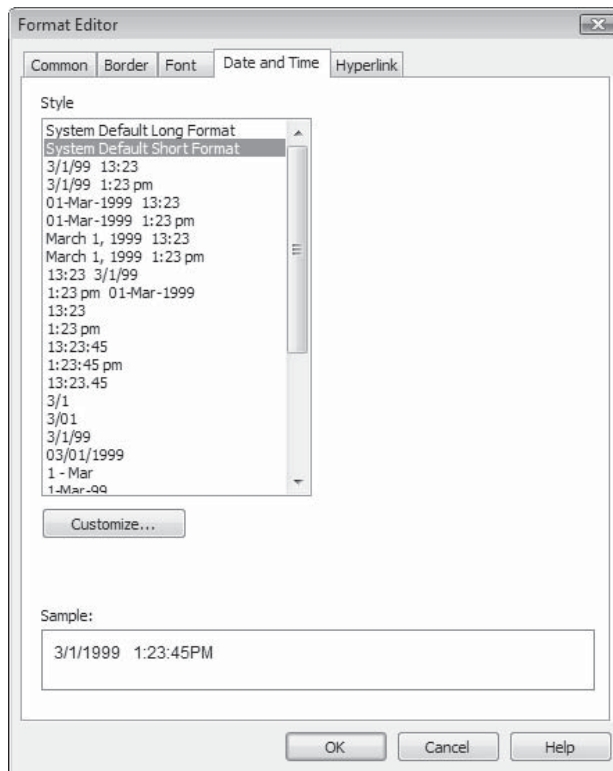 Format Editor
Common Border Font Date and Time Hyperlink
Style
System Default Long Format
System Default Short Format
3/1/99 13:23
3/1/99 1:23 pm
01-Mar-1999 13:23
01-Mar-1999 1:23 pm
March 1, 1999 13:23
March 1, 1999 1:23 pm
13:23 3/1/99
1:23 pm 01-Mar-1999
13:23
1:23 pm
13:23:45
1:23:45 pm
13:23.45
3/1
3/01
3/1/99
03/01/1999
1 - Mar
1-Mar-99
Customize...
Sample:
3/1/1999 1:23:45PM
OK Cancel Help